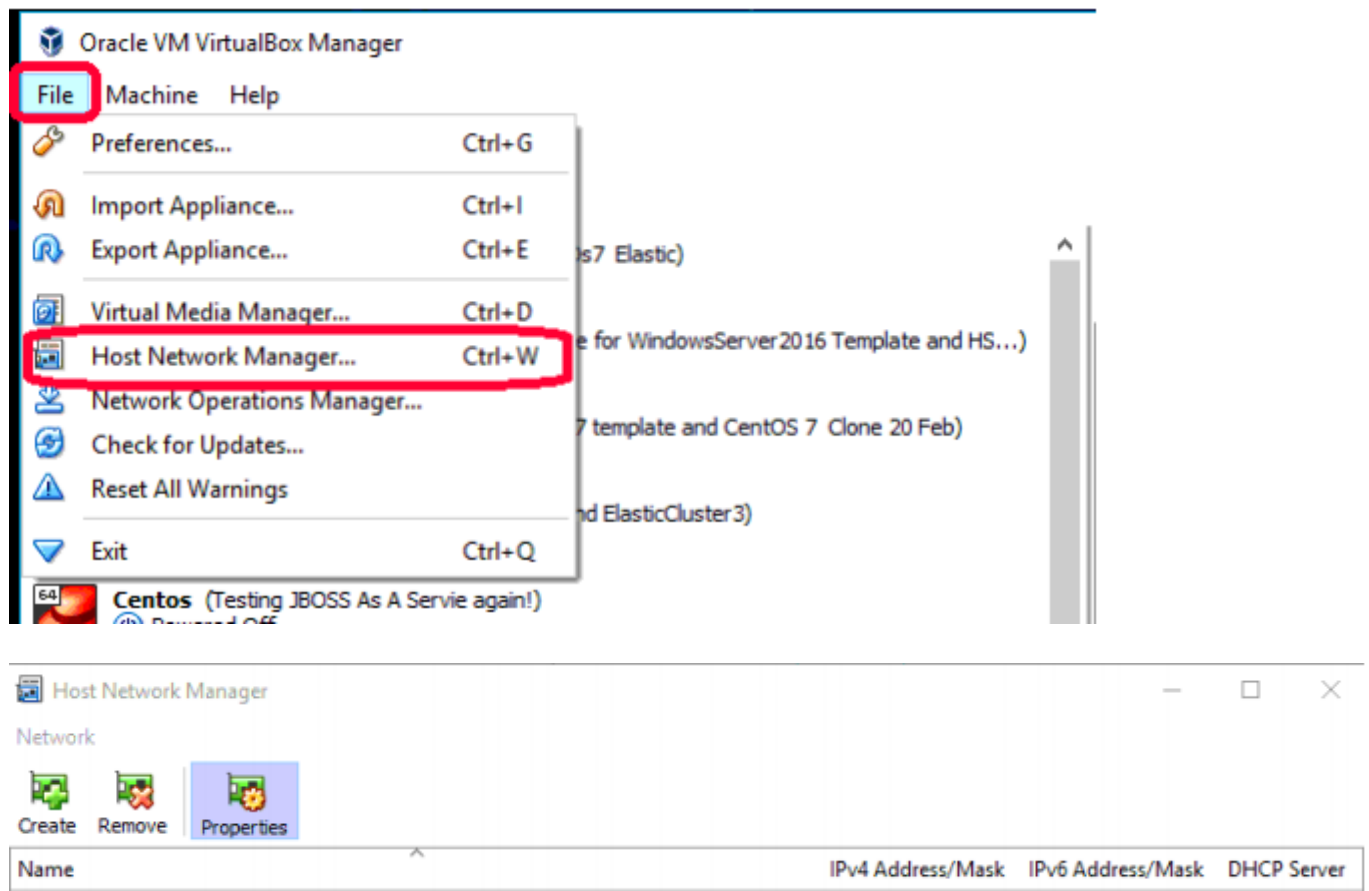 Oracle VM VirtualBox Manager
File Machine Help
Preferences... Ctrl+G
Import Appliance... Ctrl+I
Export Appliance... Ctrl+E
s7 Elastic)
Virtual Media Manager... Ctrl+D
Host Network Manager... Ctrl+W
e for WindowsServer2016 Template and HS...)
Network Operations Manager...
7 template and CentOS 7 Clone 20 Feb)
Check for Updates...
Reset All Warnings
nd ElasticCluster3)
Exit Ctrl+Q
64
Centos (Testing JBOSS As A Servie again!)
Powered Off
Host Network Manager
Network
Create Remove Properties
Name IPv4 Address/Mask IPv6 Address/Mask DHCP Server